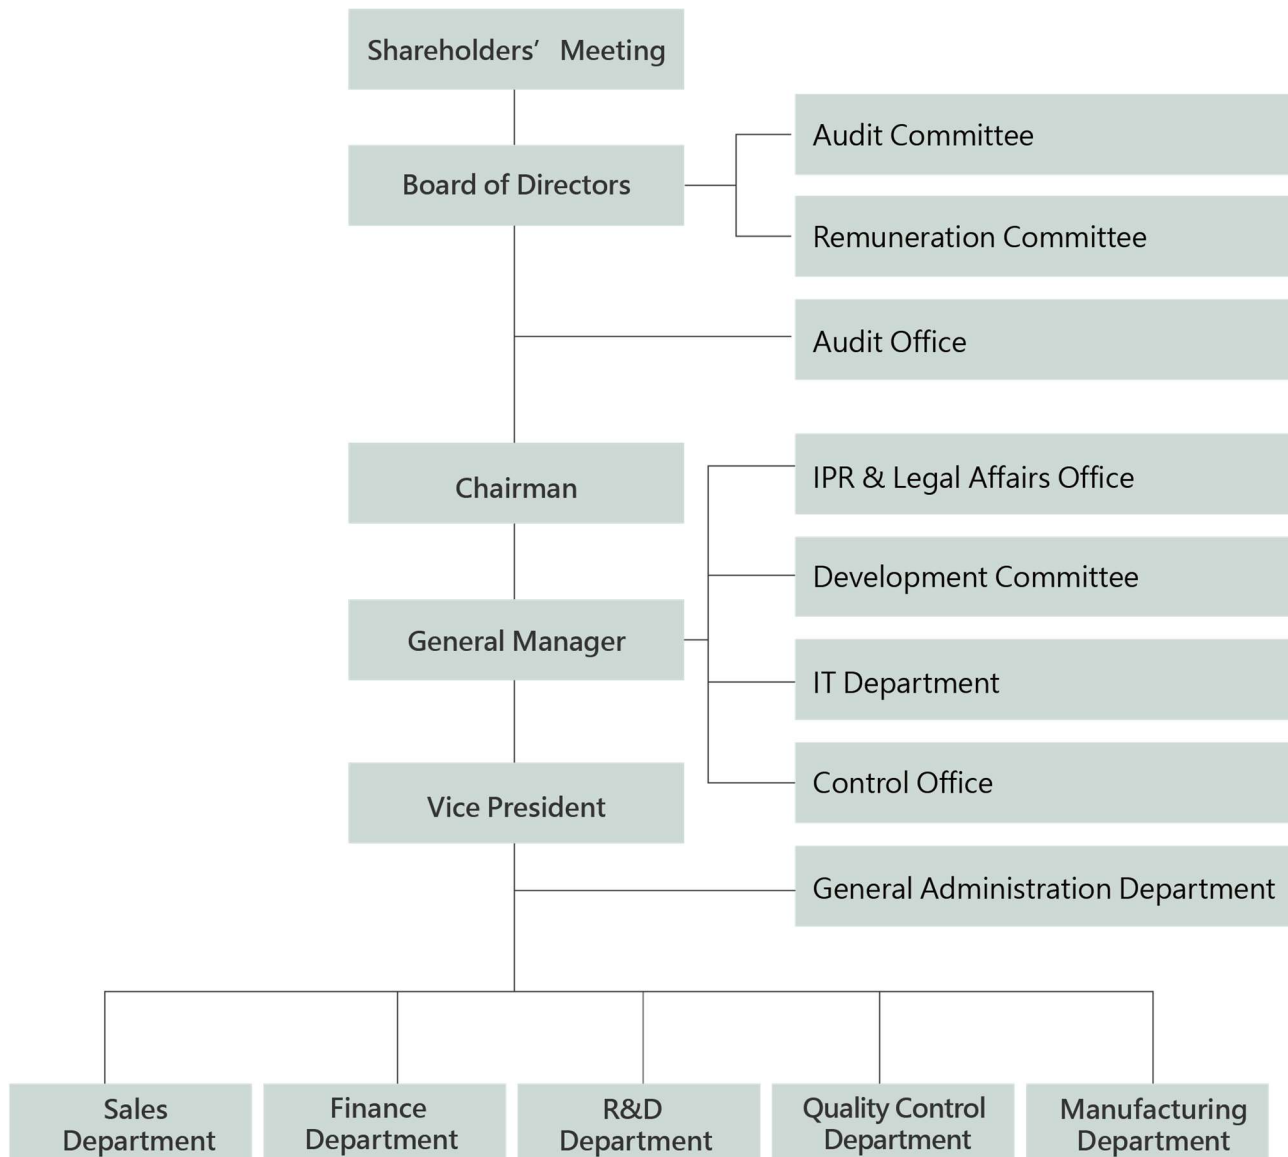 Shareholders’ Meeting
Audit Committee
Board of Directors
Remuneration Committee
Audit Office
IPR & Legal Affairs Office
Chairman
Development Committee
General Manager
IT Department
Control Office
Vice President
General Administration Department
Sales
Department
Finance
Department
R&D
Department
Quality Control
Department
Manufacturing
Department